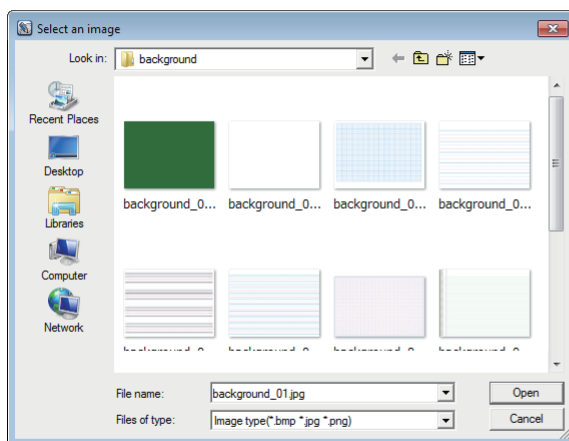 Select an image
Look in: background
Recent Places
Desktop
Libraries
Computer
Network
background_0... background_0... background_0... background_0...
File name: background_01.jpg Open
Files of type: Image type(*.bmp *.jpg *.png) Cancel